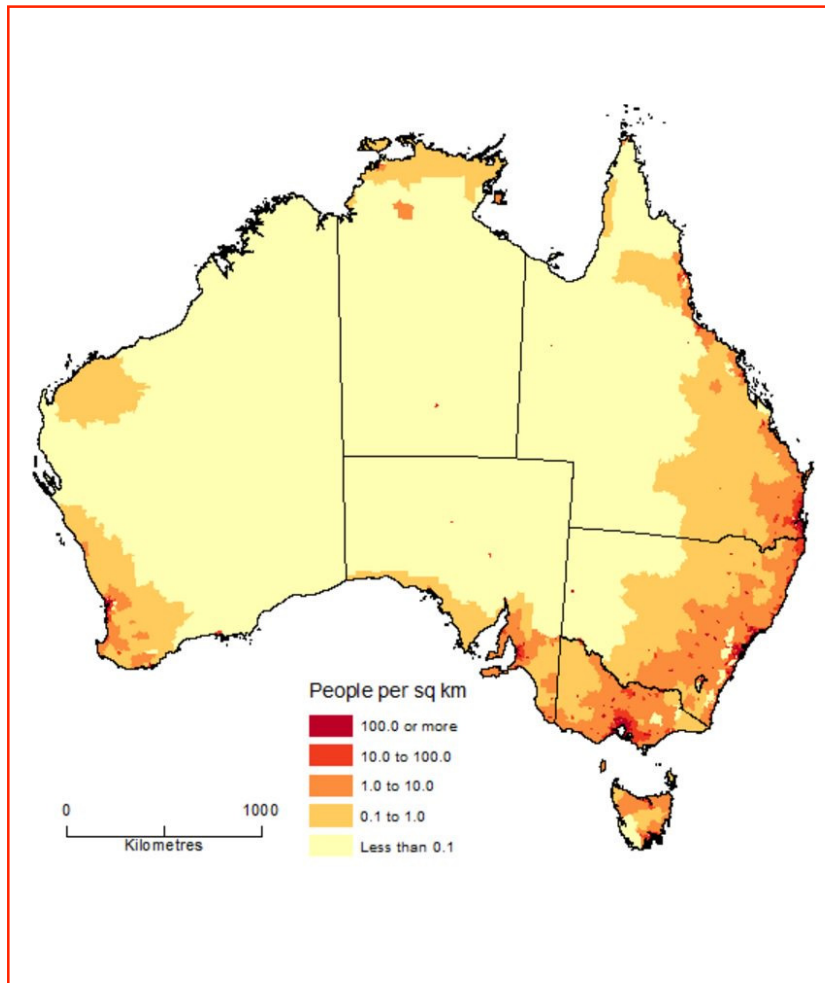 People per sq km
100.0 or more
10.0 to 100.0
1.0 to 10.0
0.1 to 1.0
Less than 0.1
0 1000
Kilometres